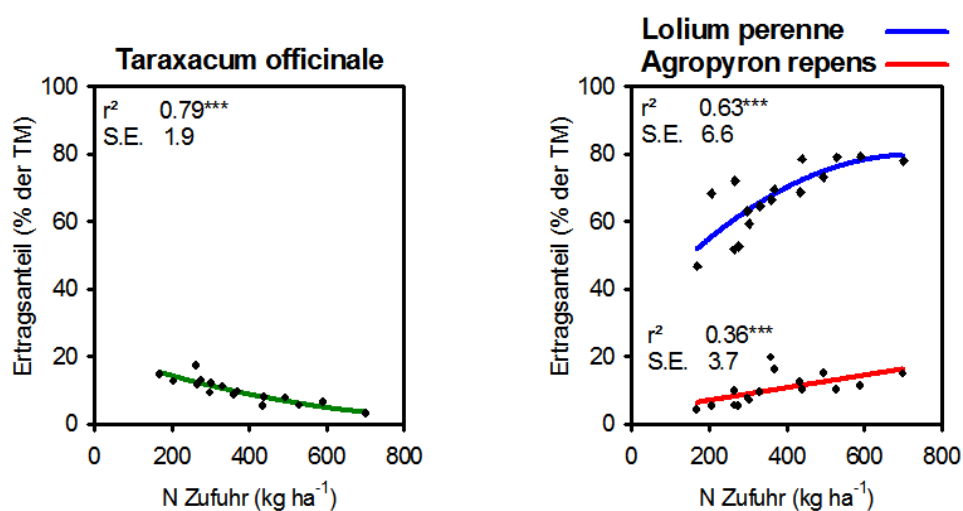 Taraxacum officinale
Ertragsanteil (% der TM)
100
80
60
40
20
0
r² 0.79***
S.E. 1.9
0 200 400 600 800
N Zufuhr (kg ha⁻¹)
Lolium perenne
Agropyron repens
Ertragsanteil (% der TM)
100
80
60
40
20
0
r² 0.63***
S.E. 6.6
r² 0.36***
S.E. 3.7
0 200 400 600 800
N Zufuhr (kg ha⁻¹)